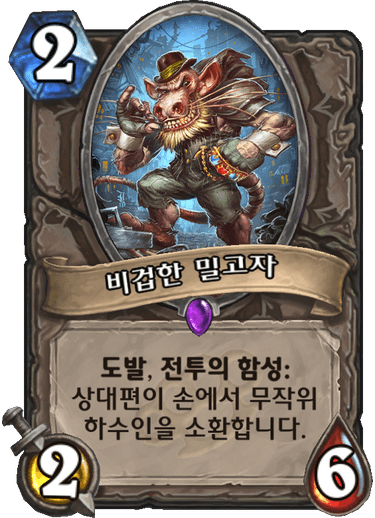 2
비겁한 밀고자
도발, 전투의 함성:
상대편이 손에서 무작위
하수인을 소환합니다.
2
6